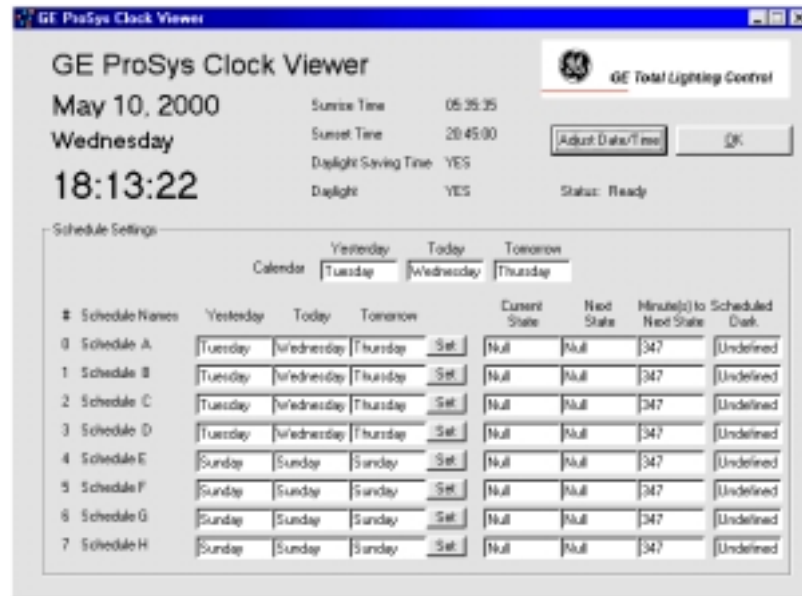 GE ProSys Clock Viewer
GE ProSys Clock Viewer
GE Total Lighting Control
May 10, 2000
Wednesday
18:13:22
Sunrise Time 05:35:35
Sunset Time 20:45:00
Daylight Saving Time YES
Daylight YES
Adjust Date/Time OK
Status: Ready
Schedule Settings
Yesterday Today Tomorrow
Calendar Tuesday Wednesday Thursday
# Schedule Names Yesterday Today Tomorrow Current State Next State Minute(s) to Next State Scheduled Dark
0 Schedule A Tuesday Wednesday Thursday Set Null Null 347 Undefined
1 Schedule B Tuesday Wednesday Thursday Set Null Null 347 Undefined
2 Schedule C Tuesday Wednesday Thursday Set Null Null 347 Undefined
3 Schedule D Tuesday Wednesday Thursday Set Null Null 347 Undefined
4 Schedule E Sunday Sunday Sunday Set Null Null 347 Undefined
5 Schedule F Sunday Sunday Sunday Set Null Null 347 Undefined
6 Schedule G Sunday Sunday Sunday Set Null Null 347 Undefined
7 Schedule H Sunday Sunday Sunday Set Null Null 347 Undefined